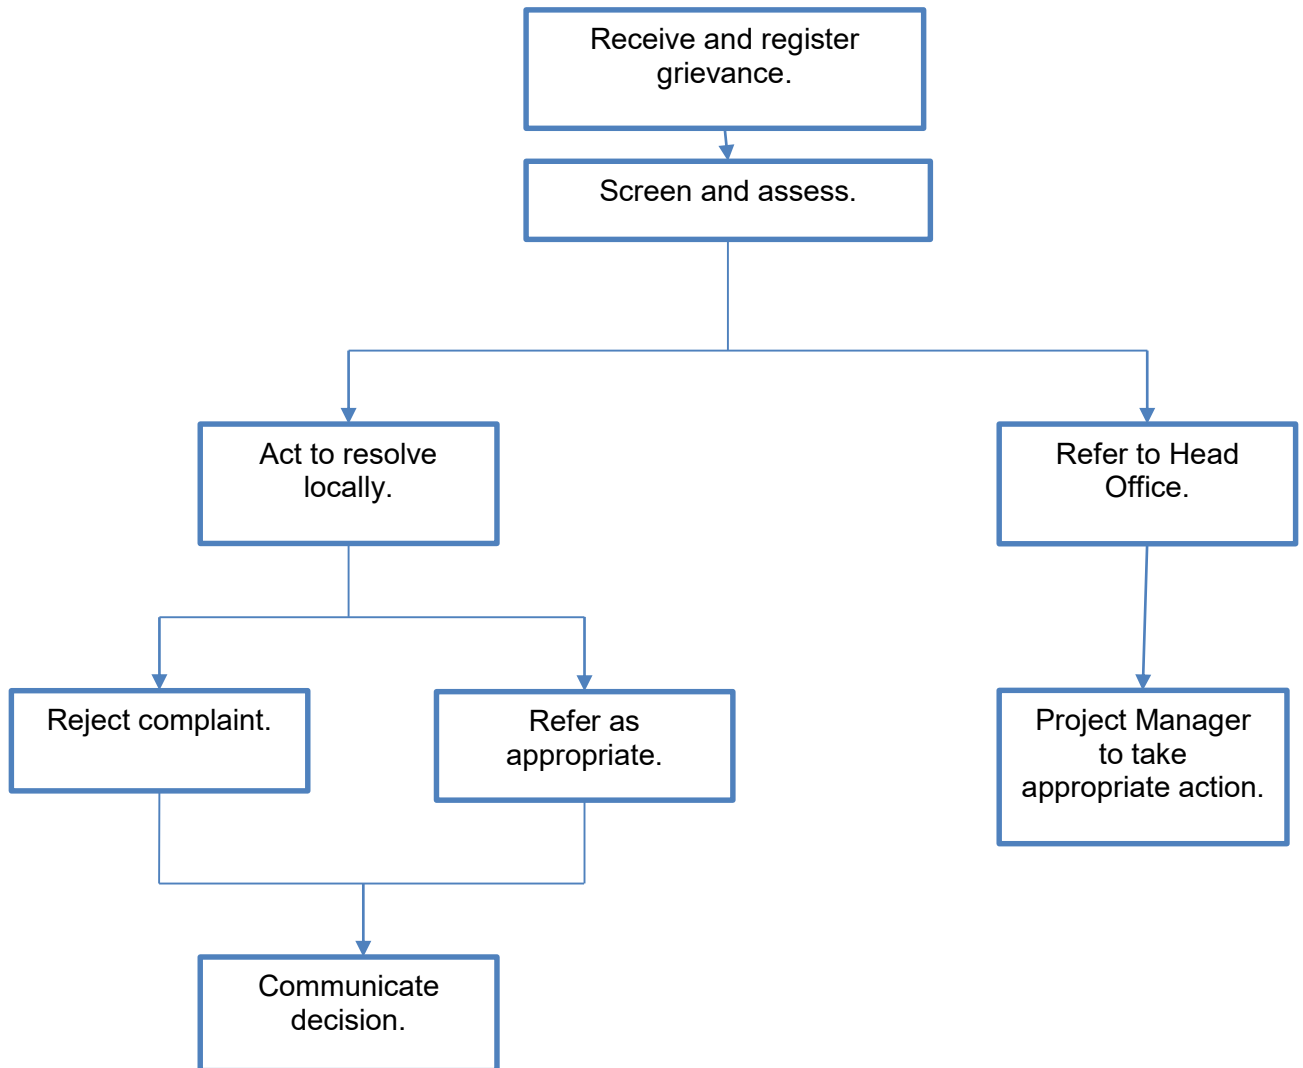 Receive and register
grievance.
Screen and assess.
Act to resolve
locally.
Refer to Head
Office.
Reject complaint.
Refer as
appropriate.
Project Manager
to take
appropriate action.
Communicate
decision.